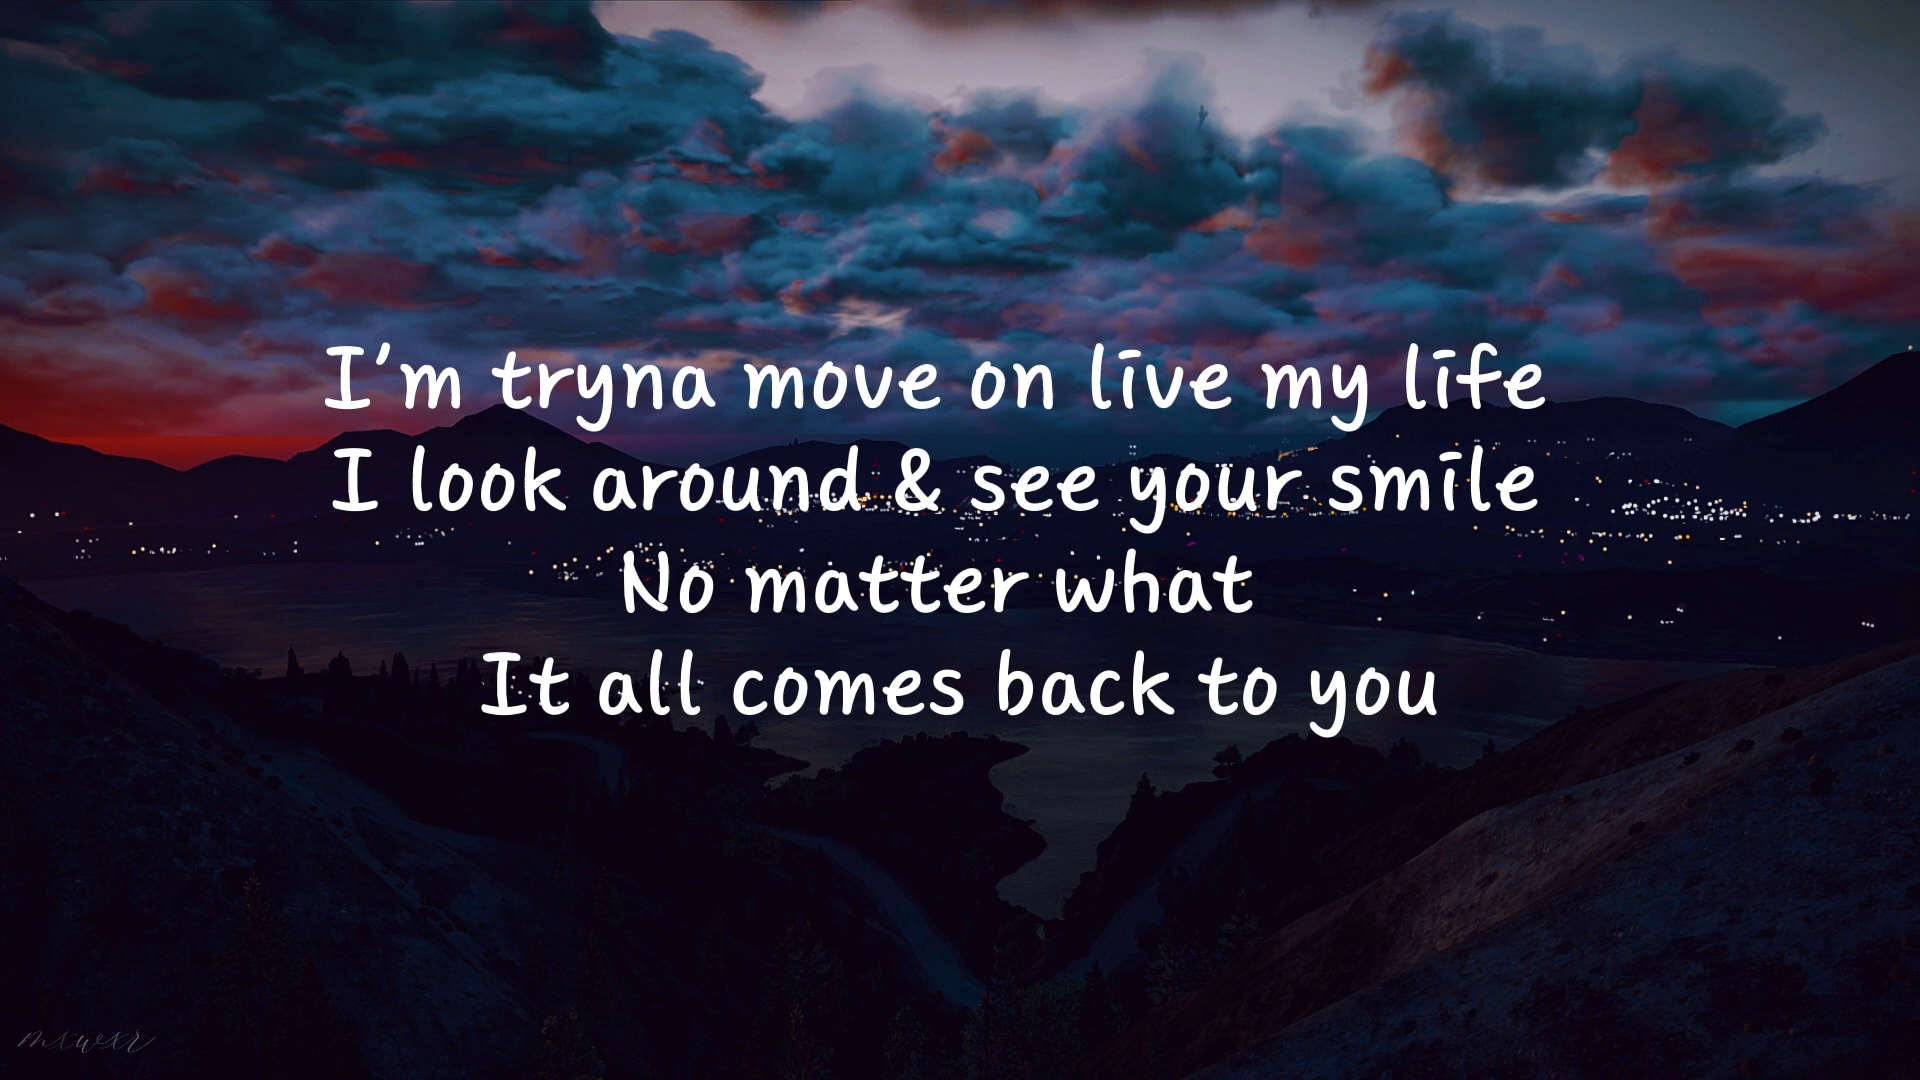 I'm tryna move on live my life
I look around & see your smile
No matter what
It all comes back to you
mxwxr